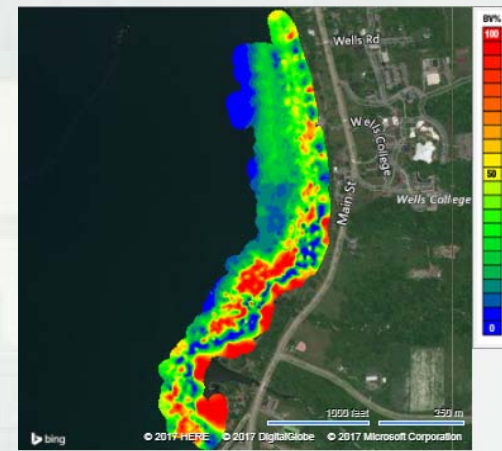 BV%
100
50
0
Wells Rd
Wells College
Main St
Wells College
1000 feet
250 m
bing
© 2017 HERE © 2017 DigitalGlobe © 2017 Microsoft Corporation